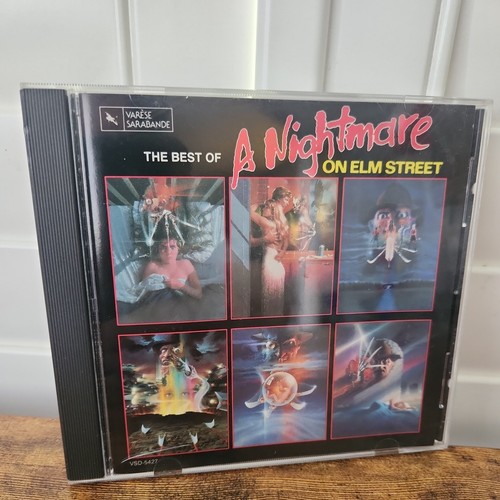 VARÈSE
SARABANDE
THE BEST OF
A Nightmare
ON ELM STREET
VSD-5427